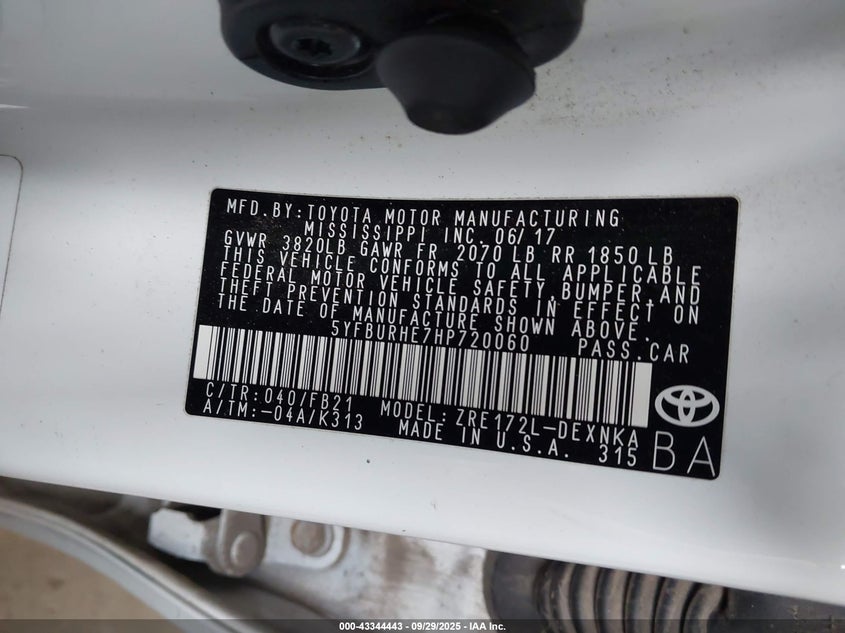 MFD.BY:TOYOTA MOTOR MANUFACTURING
MISSISSIPPI INC. 06/17
GVWR 3820LB GAWR FR 2070 LB RR 1850 LB
THIS VEHICLE CONFORMS TO ALL APPLICABLE
FEDERAL MOTOR VEHICLE SAFETY,BUMPER,AND
THEFT PREVENTION STANDARDS IN EFFECT ON
THE DATE OF MANUFACTURE SHOWN ABOVE.
5YFBURHE7HP720060 PASS.CAR
C/TR:040/FB21
A/TM:-04A/K313
MODEL:ZRE172L-DEXNKA
MADE IN U.S.A. 315
BA
000-43344443 - 09/29/2025 - IAA Inc.